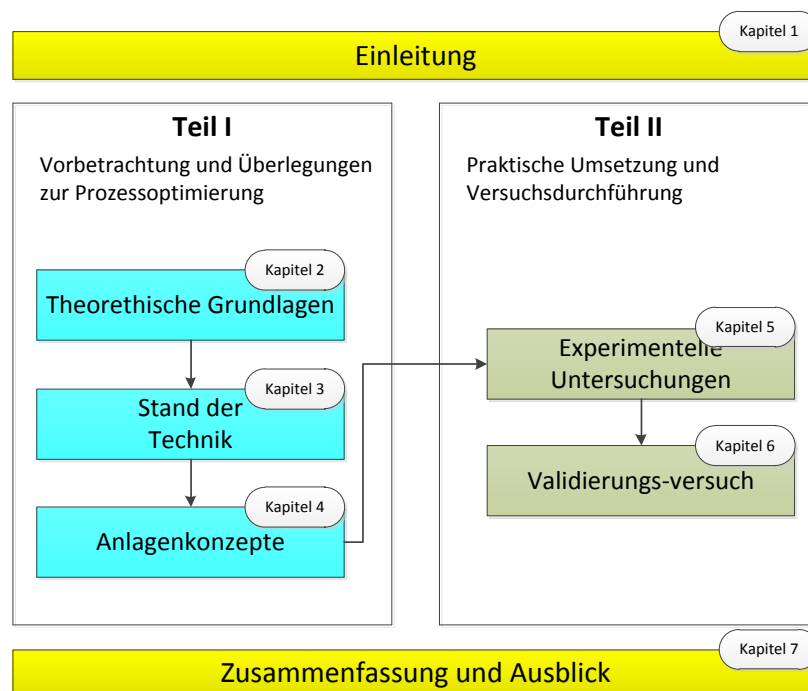 Kapitel 1
Einleitung
Teil I
Vorbetrachtung und Überlegungen
zur Prozessoptimierung
Kapitel 2
Theorethische Grundlagen
Kapitel 3
Stand der
Technik
Kapitel 4
Anlagenkonzepte
Teil II
Praktische Umsetzung und
Versuchsdurchführung
Kapitel 5
Experimentelle
Untersuchungen
Kapitel 6
Validierungs-versuch
Kapitel 7
Zusammenfassung und Ausblick